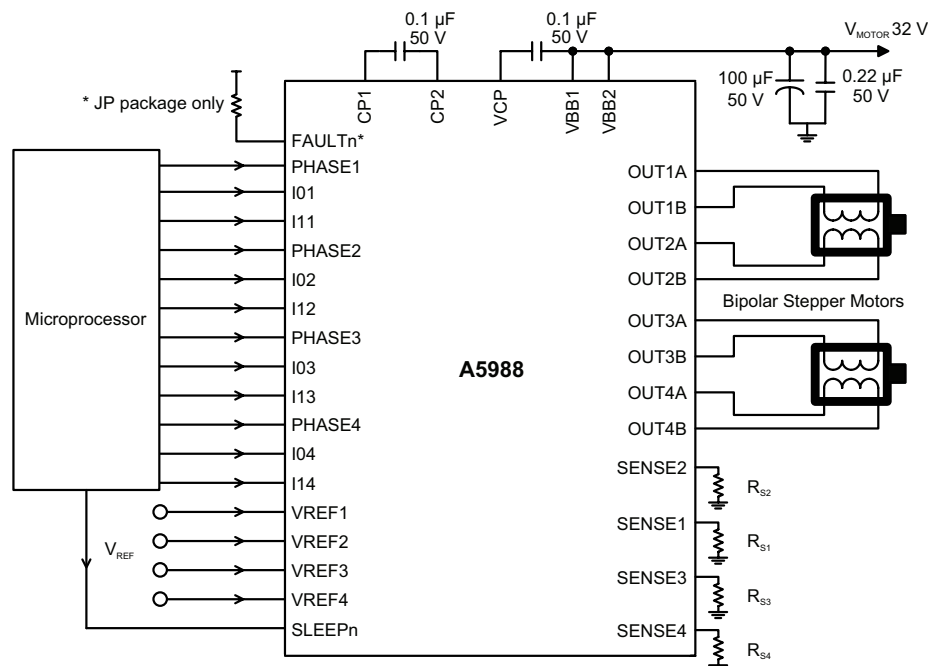 0.1 µF
50 V
0.1 µF
50 V
VMOTOR 32 V
100 µF
50 V
0.22 µF
50 V
* JP package only
CP1
CP2
VCP
VBB1
VBB2
FAULTn*
PHASE1
I01
I11
PHASE2
I02
I12
PHASE3
I03
I13
PHASE4
I04
I14
VREF1
VREF2
VREF3
VREF4
SLEEPn
Microprocessor
VREF
A5988
OUT1A
OUT1B
OUT2A
OUT2B
Bipolar Stepper Motors
OUT3A
OUT3B
OUT4A
OUT4B
SENSE2
RS2
SENSE1
RS1
SENSE3
RS3
SENSE4
RS4